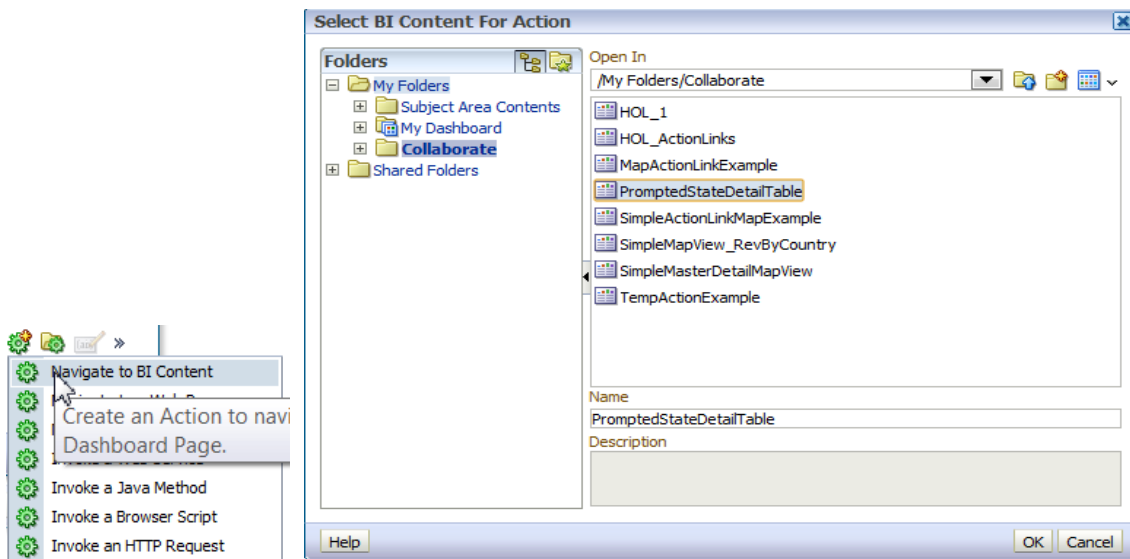 Select BI Content For Action
Folders
My Folders
Subject Area Contents
My Dashboard
Collaborate
Shared Folders
Open In
/My Folders/Collaborate
HOL_1
HOL_ActionLinks
MapActionLinkExample
PromptedStateDetailTable
SimpleActionLinkMapExample
SimpleMapView_RevByCountry
SimpleMasterDetailMapView
TempActionExample
Name
PromptedStateDetailTable
Description
Help
OK
Cancel
Navigate to BI Content
Create an Action to navi
Dashboard Page.
Invoke a Java Method
Invoke a Browser Script
Invoke an HTTP Request